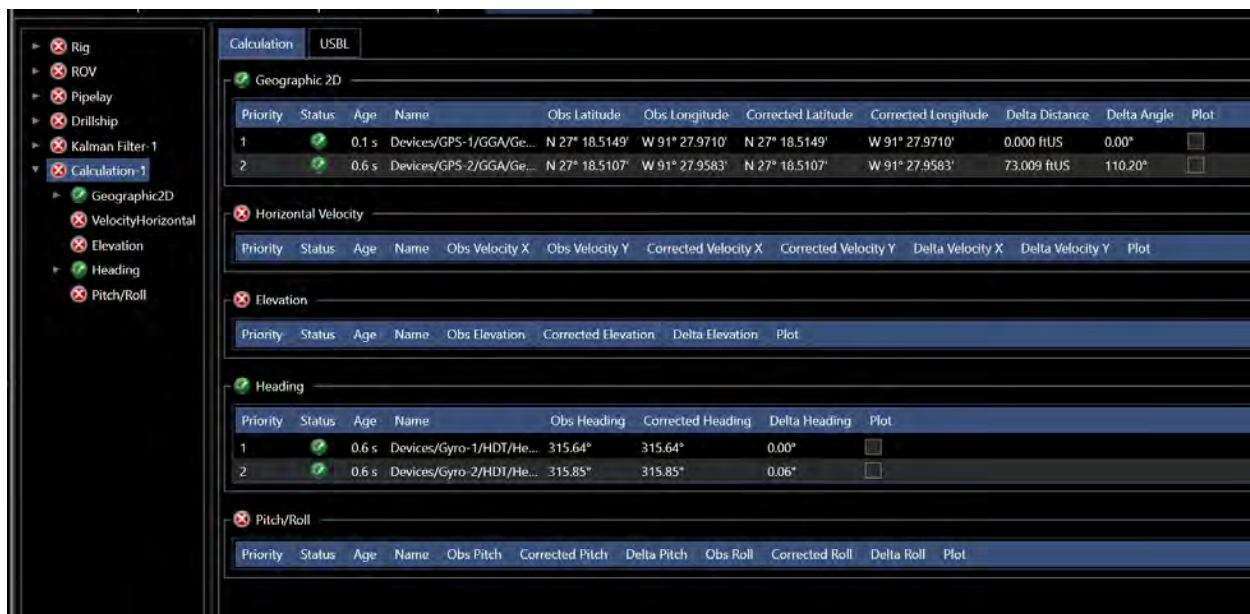 Rig
ROV
Pipelay
Drillship
Kalman Filter-1
Calculation-1
Geographic2D
VelocityHorizontal
Elevation
Heading
Pitch/Roll
Calculation USBL
Geographic 2D
Priority Status Age Name Obs Latitude Obs Longitude Corrected Latitude Corrected Longitude Delta Distance Delta Angle Plot
1 0.1 s Devices/GPS-1/GGA/Ge... N 27° 18.5149' W 91° 27.9710' N 27° 18.5149' W 91° 27.9710' 0.000 ftUS 0.00°
2 0.6 s Devices/GPS-2/GGA/Ge... N 27° 18.5107' W 91° 27.9583' N 27° 18.5107' W 91° 27.9583' 73.009 ftUS 110.20°
Horizontal Velocity
Priority Status Age Name Obs Velocity X Obs Velocity Y Corrected Velocity X Corrected Velocity Y Delta Velocity X Delta Velocity Y Plot
Elevation
Priority Status Age Name Obs Elevation Corrected Elevation Delta Elevation Plot
Heading
Priority Status Age Name Obs Heading Corrected Heading Delta Heading Plot
1 0.6 s Devices/Gyro-1/HDT/He... 315.64° 315.64° 0.00°
2 0.6 s Devices/Gyro-2/HDT/He... 315.85° 315.85° 0.06°
Pitch/Roll
Priority Status Age Name Obs Pitch Corrected Pitch Delta Pitch Obs Roll Corrected Roll Delta Roll Plot